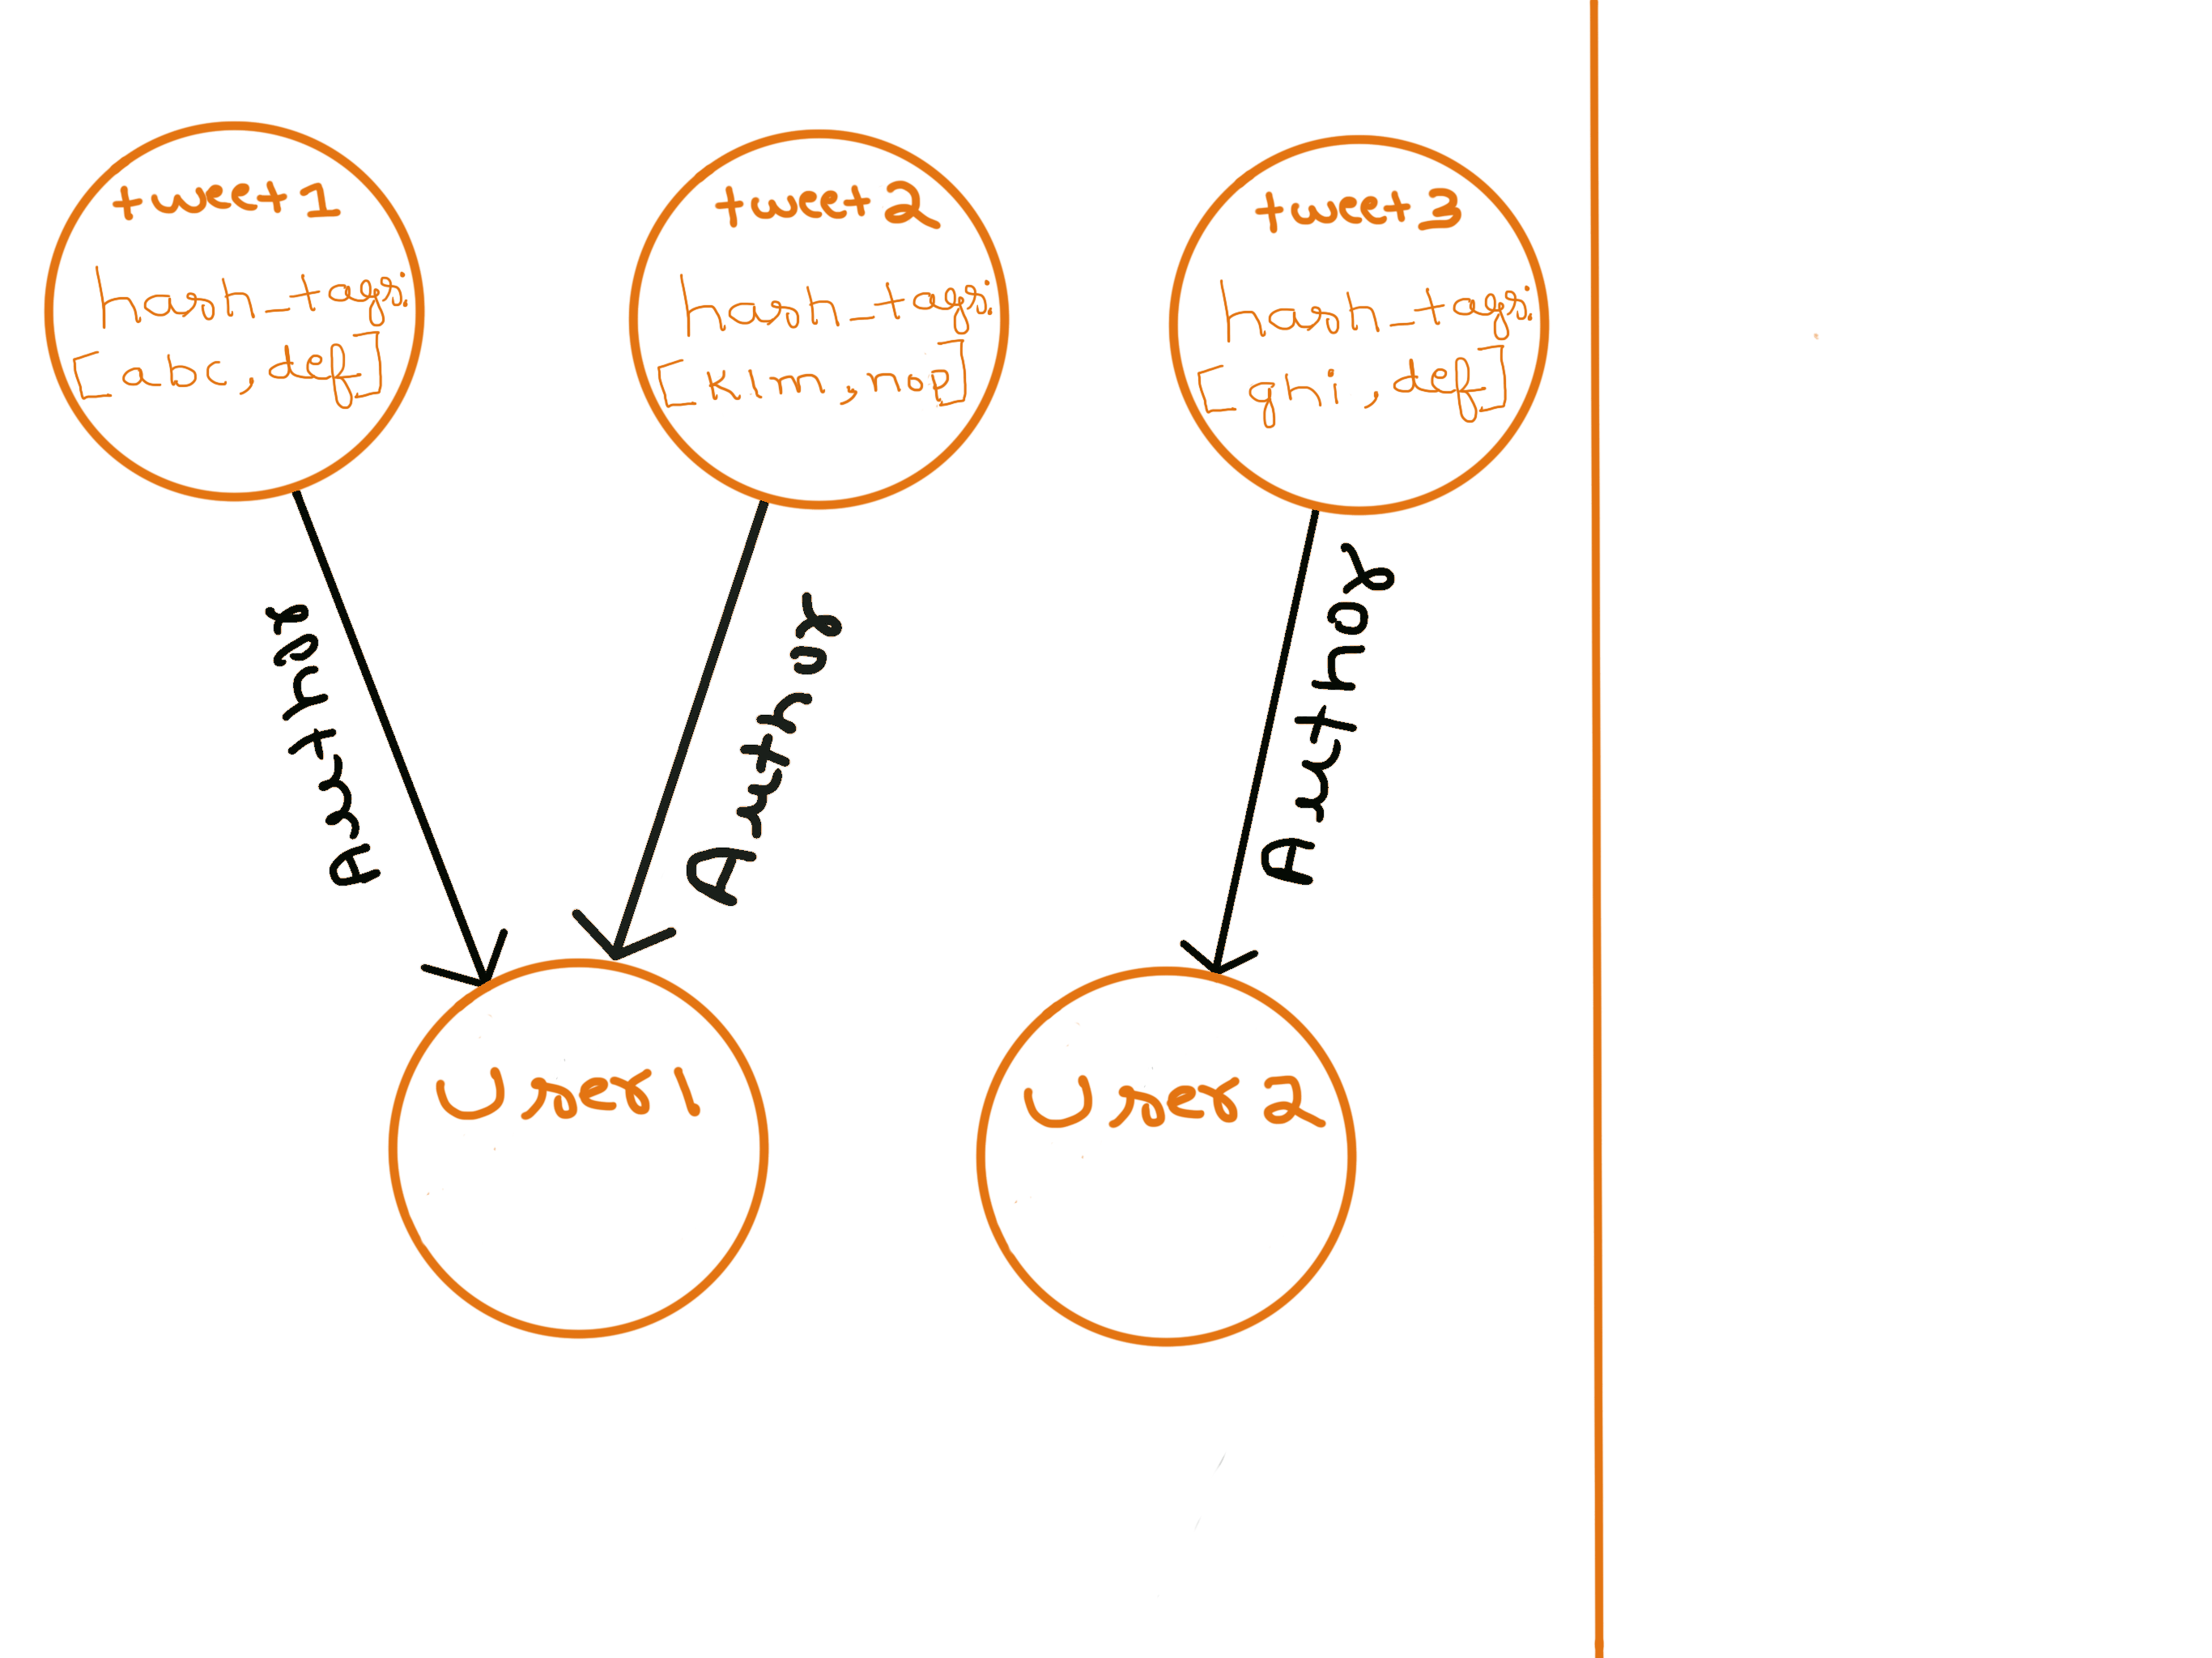 tweet 1
hash_tags:
[abc, def]
tweet 2
hash_tags:
[klm, nop]
tweet 3
hash_tags:
[ghi, def]
Author
Author
Author
User 1
User 2